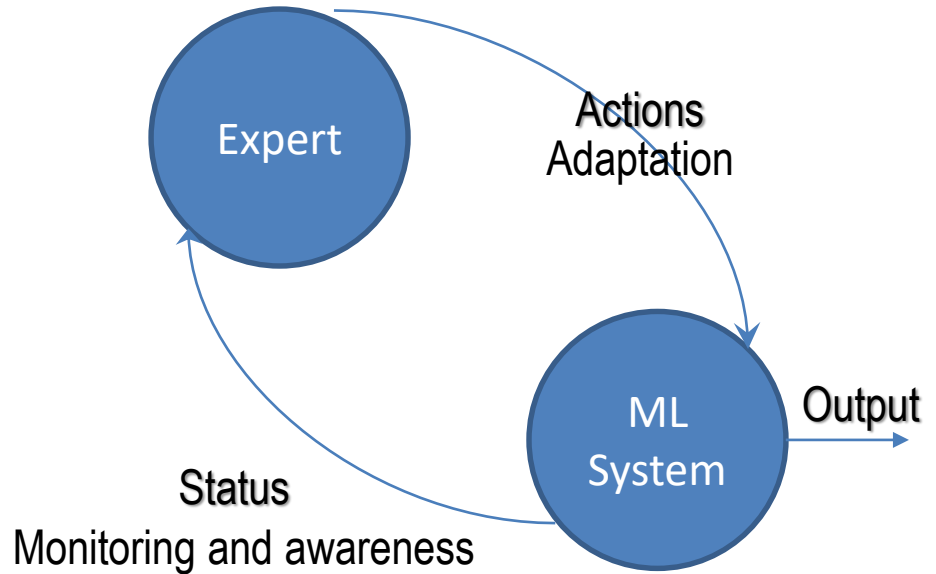 Expert
Actions
Adaptation
ML
System
Output
Status
Monitoring and awareness